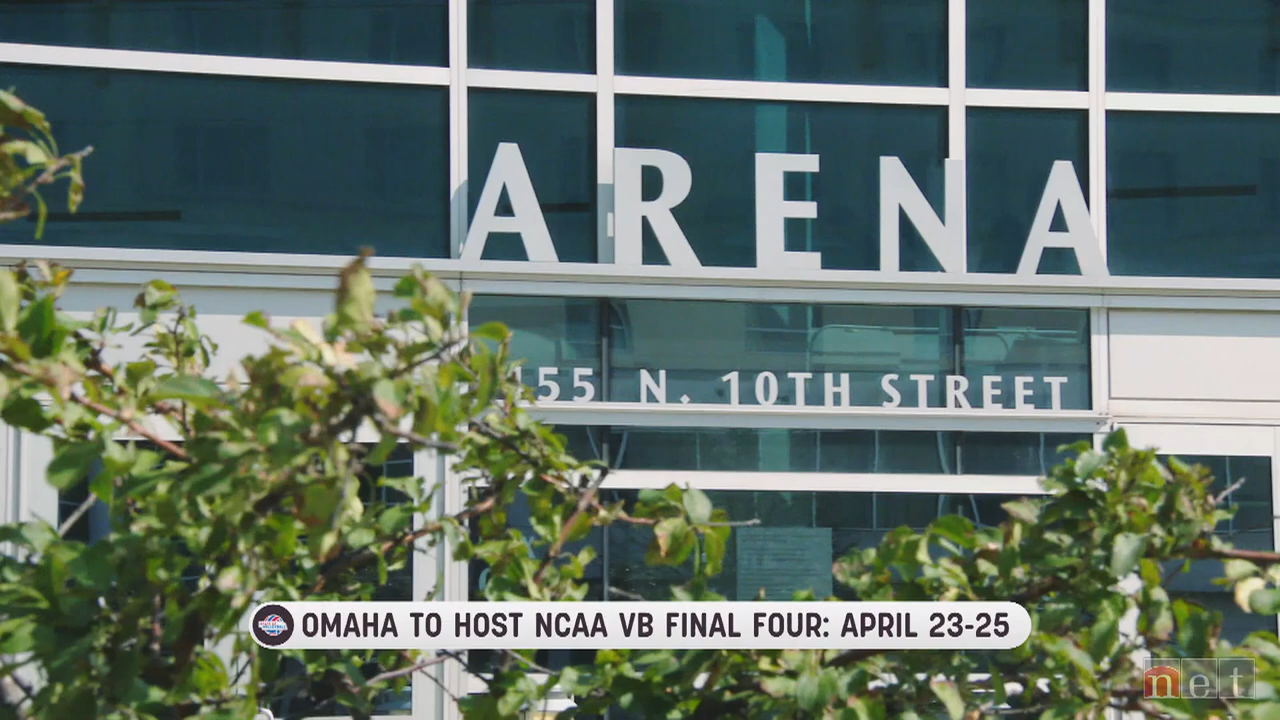 ARENA
155 N. 10TH STREET
OMAHA TO HOST NCAA VB FINAL FOUR: APRIL 23-25
net